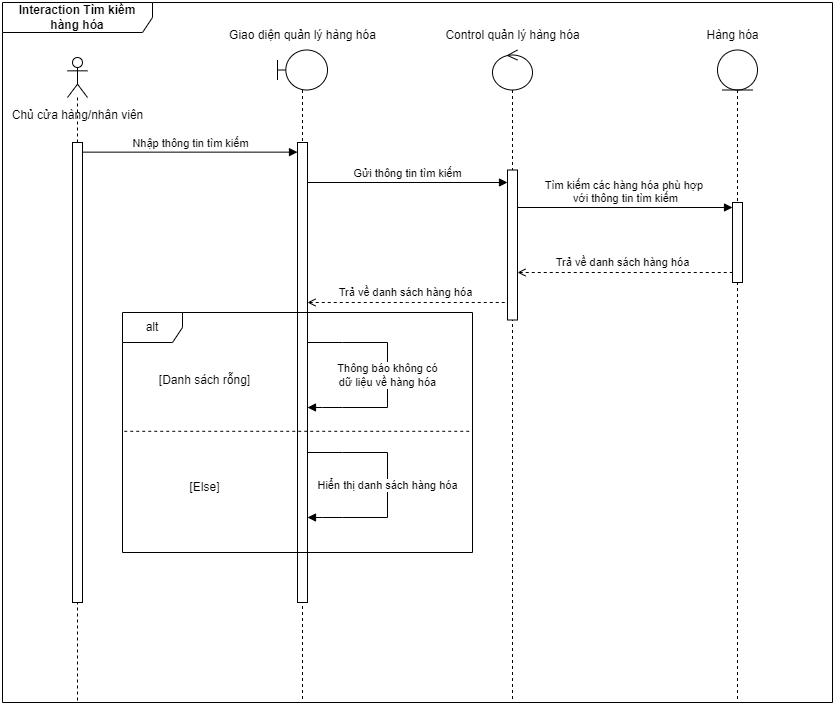 Interaction Tìm kiếm
hàng hóa
Giao diện quản lý hàng hóa
Control quản lý hàng hóa
Hàng hóa
Chủ cửa hàng/nhân viên
Nhập thông tin tìm kiếm
Gửi thông tin tìm kiếm
Tìm kiếm các hàng hóa phù hợp
với thông tin tìm kiếm
Trả về danh sách hàng hóa
Trả về danh sách hàng hóa
alt
[Danh sách rỗng]
Thông báo không có
dữ liệu về hàng hóa
[Else]
Hiển thị danh sách hàng hóa